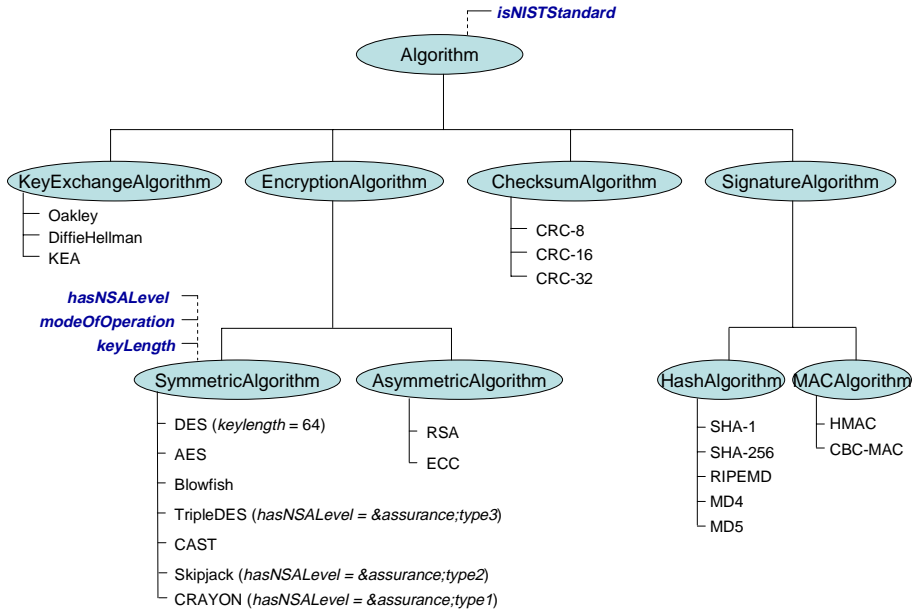 isNISTStandard
Algorithm
KeyExchangeAlgorithm
EncryptionAlgorithm
ChecksumAlgorithm
SignatureAlgorithm
Oakley
DiffieHellman
KEA
CRC-8
CRC-16
CRC-32
hasNSALevel
modeOfOperation
keyLength
SymmetricAlgorithm
AsymmetricAlgorithm
HashAlgorithm
MACAlgorithm
DES (keylength = 64)
AES
Blowfish
TripleDES (hasNSALevel = &assurance;type3)
CAST
Skipjack (hasNSALevel = &assurance;type2)
CRAYON (hasNSALevel = &assurance;type1)
RSA
ECC
SHA-1
SHA-256
RIPEMD
MD4
MD5
HMAC
CBC-MAC